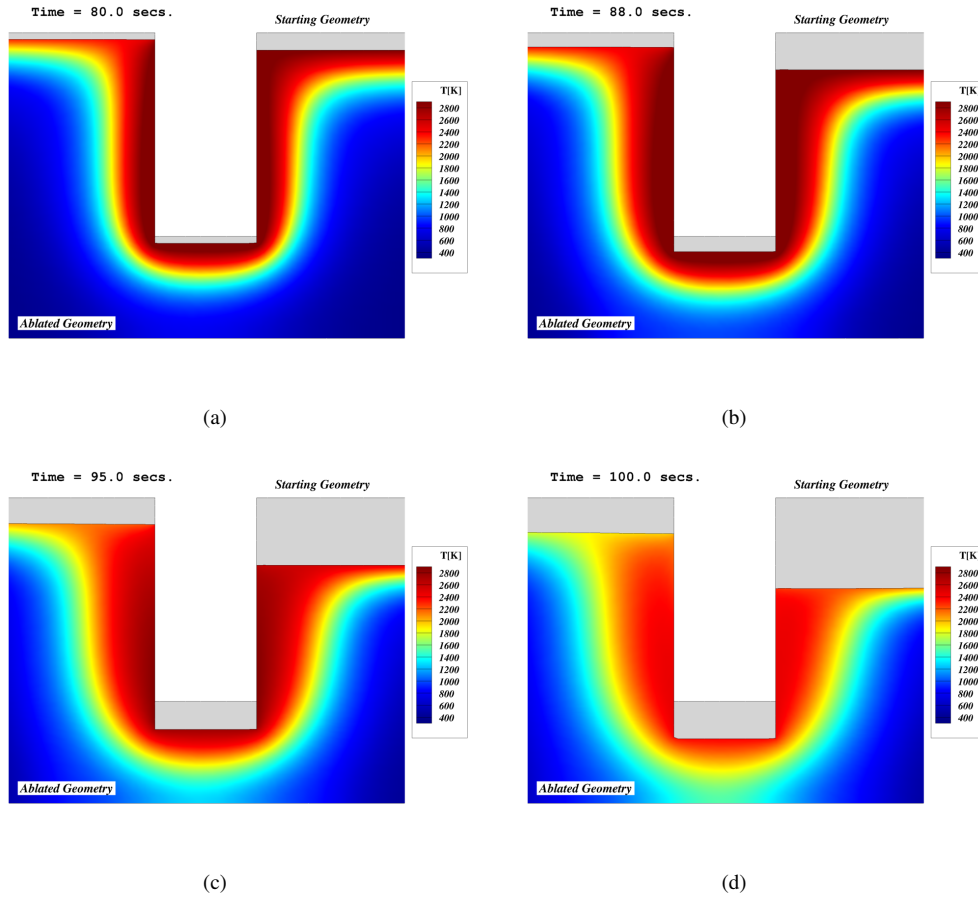 Time = 80.0 secs.
Starting Geometry
T[K]
2800
2600
2400
2200
2000
1800
1600
1400
1200
1000
800
600
400
Ablated Geometry
(a)
Time = 88.0 secs.
Starting Geometry
T[K
2800
2600
2400
2200
2000
1800
1600
1400
1200
1000
800
600
400
Ablated Geometry
(b)
Time = 95.0 secs.
Starting Geometry
T[K]
2800
2600
2400
2200
2000
1800
1600
1400
1200
1000
800
600
400
Ablated Geometry
(c)
Time = 100.0 secs.
Starting Geometry
T[K
2800
2600
2400
2200
2000
1800
1600
1400
1200
1000
800
600
400
Ablated Geometry
(d)